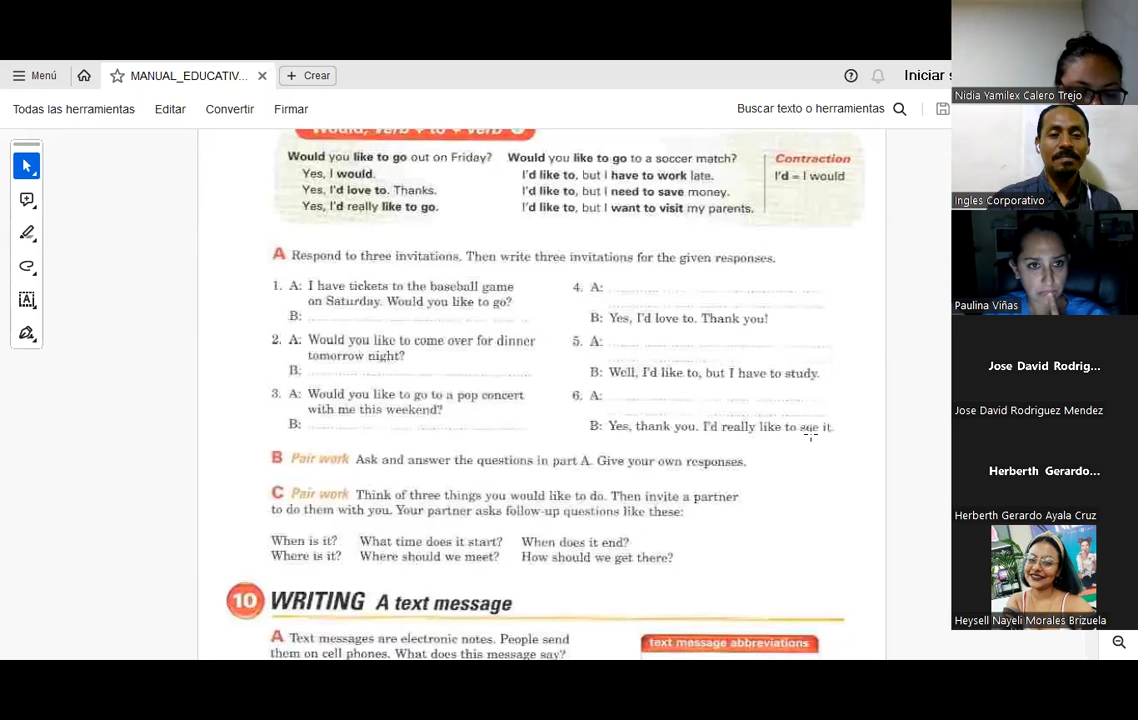 Menú
MANUAL_EDUCATIV...
Crear
Iniciar s
Todas las herramientas
Editar
Convertir
Firmar
Buscar texto o herramientas
Would, verb + to + verb
Would you like to go out on Friday?
Yes, I would.
Yes, I'd love to. Thanks.
Yes, I'd really like to go.
Would you like to go to a soccer match?
I'd like to, but I have to work late.
I'd like to, but I need to save money.
I'd like to, but I want to visit my parents.
Contraction
I'd = I would
A Respond to three invitations. Then write three invitations for the given responses.
1. A: I have tickets to the baseball game
on Saturday. Would you like to go?
B:
2. A: Would you like to come over for dinner
tomorrow night?
B:
3. A: Would you like to go to a pop concert
with me this weekend?
B:
4. A:
B: Yes, I'd love to. Thank you!
5. A:
B: Well, I'd like to, but I have to study.
6. A:
B: Yes, thank you. I'd really like to see it.
B Pair work Ask and answer the questions in part A. Give your own responses.
C Pair work Think of three things you would like to do. Then invite a partner
to do them with you. Your partner asks follow-up questions like these:
When is it? What time does it start? When does it end?
Where is it? Where should we meet? How should we get there?
10 WRITING A text message
A Text messages are electronic notes. People send
them on cell phones. What does this message say?
text message abbreviations
Nidia Yamilex Calero Trejo
Ingles Corporativo
Paulina Viñas
Jose David Rodrig...
Jose David Rodriguez Mendez
Herberth Gerardo...
Herberth Gerardo Ayala Cruz
Heysell Nayeli Morales Brizuela